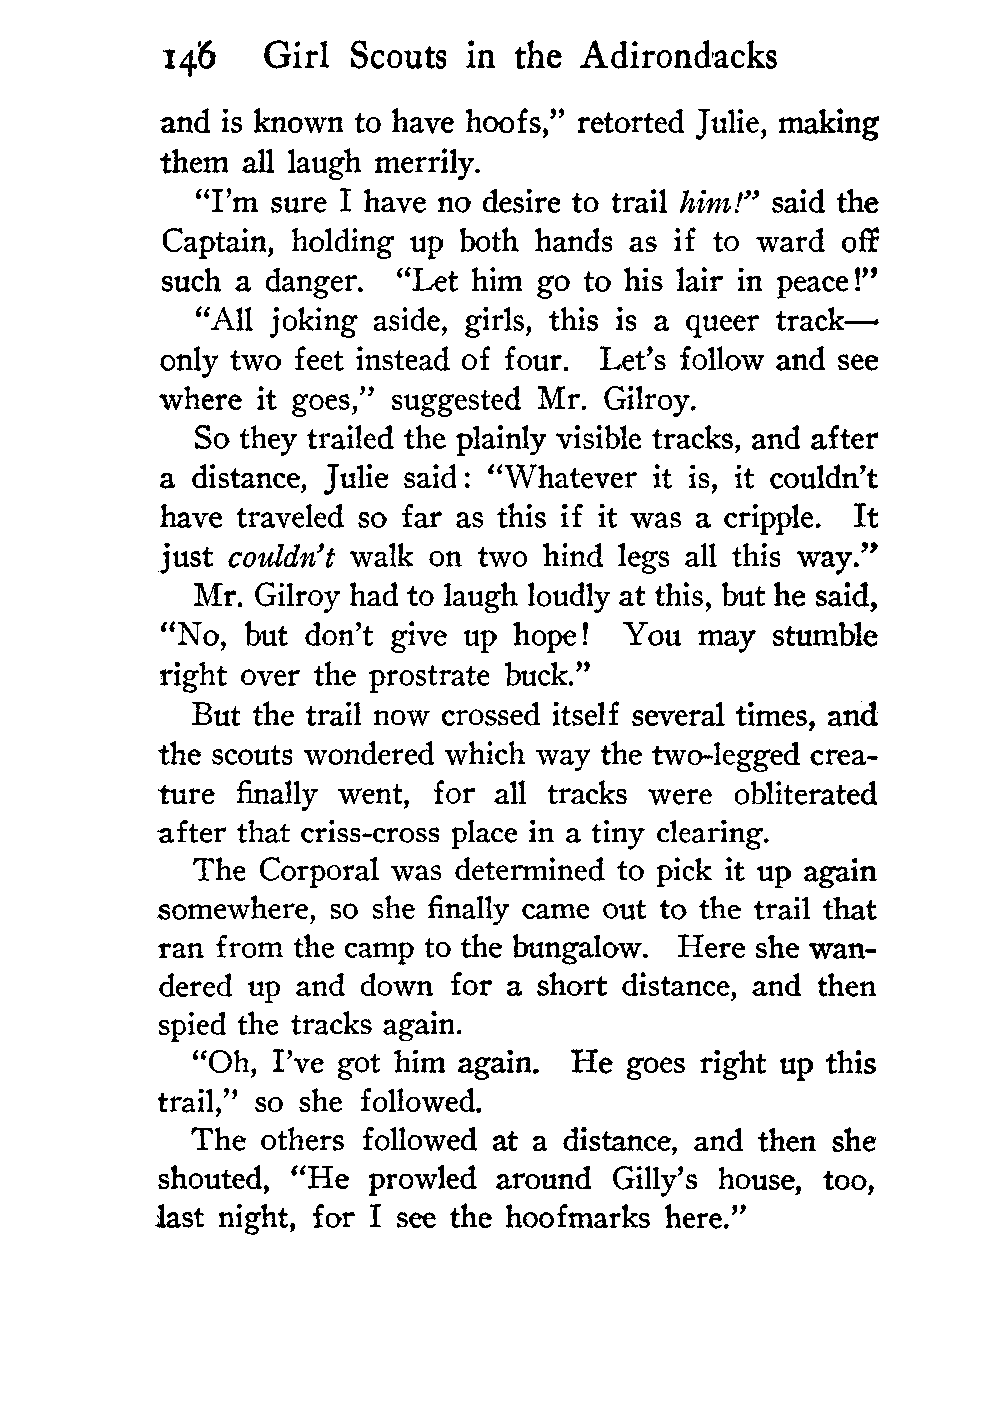 146 Girl Scouts in the Adirondacks
and is known to have hoofs,” retorted Julie, making
them all laugh merrily.
“I’m sure I have no desire to trail him!” said the
Captain, holding up both hands as if to ward off
such a danger. “Let him go to his lair in peace!”
“All joking aside, girls, this is a queer track—
only two feet instead of four. Let’s follow and see
where it goes,” suggested Mr. Gilroy.
So they trailed the plainly visible tracks, and after
a distance, Julie said: “Whatever it is, it couldn’t
have traveled so far as this if it was a cripple. It
just couldn’t walk on two hind legs all this way.”
Mr. Gilroy had to laugh loudly at this, but he said,
“No, but don’t give up hope! You may stumble
right over the prostrate buck.”
But the trail now crossed itself several times, and
the scouts wondered which way the two-legged crea-
ture finally went, for all tracks were obliterated
after that criss-cross place in a tiny clearing.
The Corporal was determined to pick it up again
somewhere, so she finally came out to the trail that
ran from the camp to the bungalow. Here she wan-
dered up and down for a short distance, and then
spied the tracks again.
“Oh, I’ve got him again. He goes right up this
trail,” so she followed.
The others followed at a distance, and then she
shouted, “He prowled around Gilly’s house, too,
last night, for I see the hoofmarks here.”